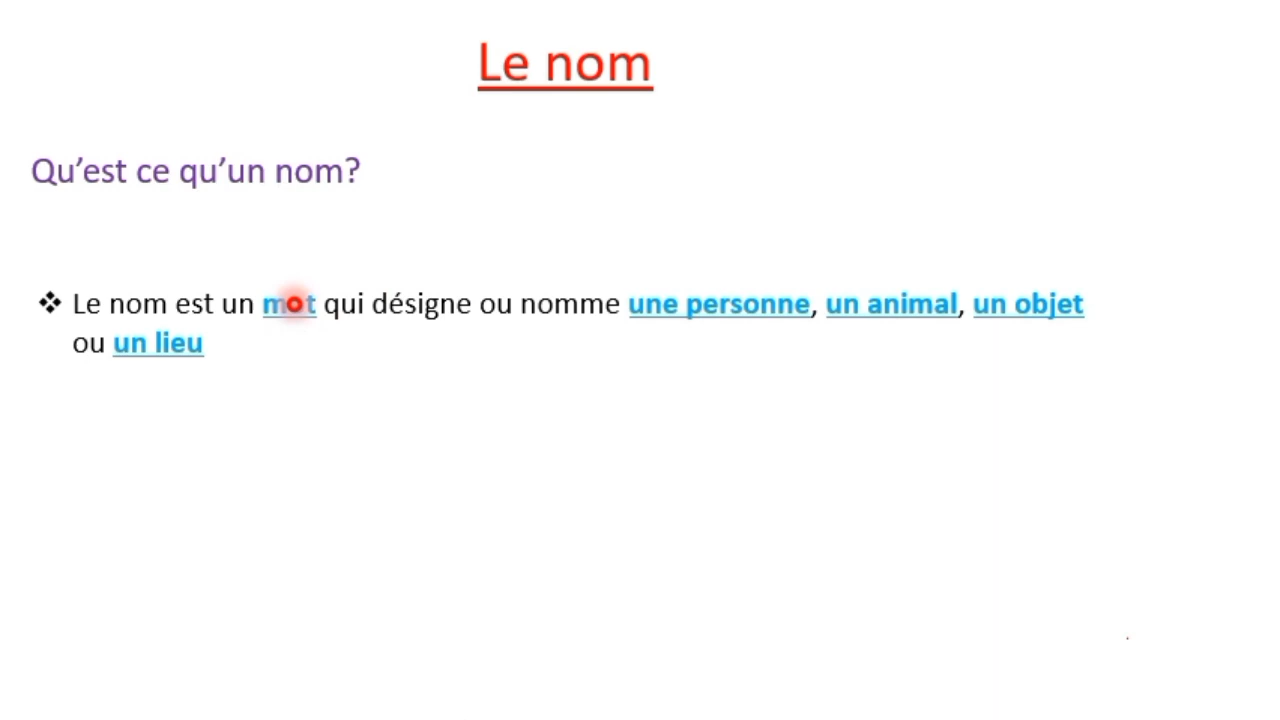 Le nom
Qu'est ce qu'un nom?
❖ Le nom est un mot qui désigne ou nomme une personne, un animal, un objet
ou un lieu